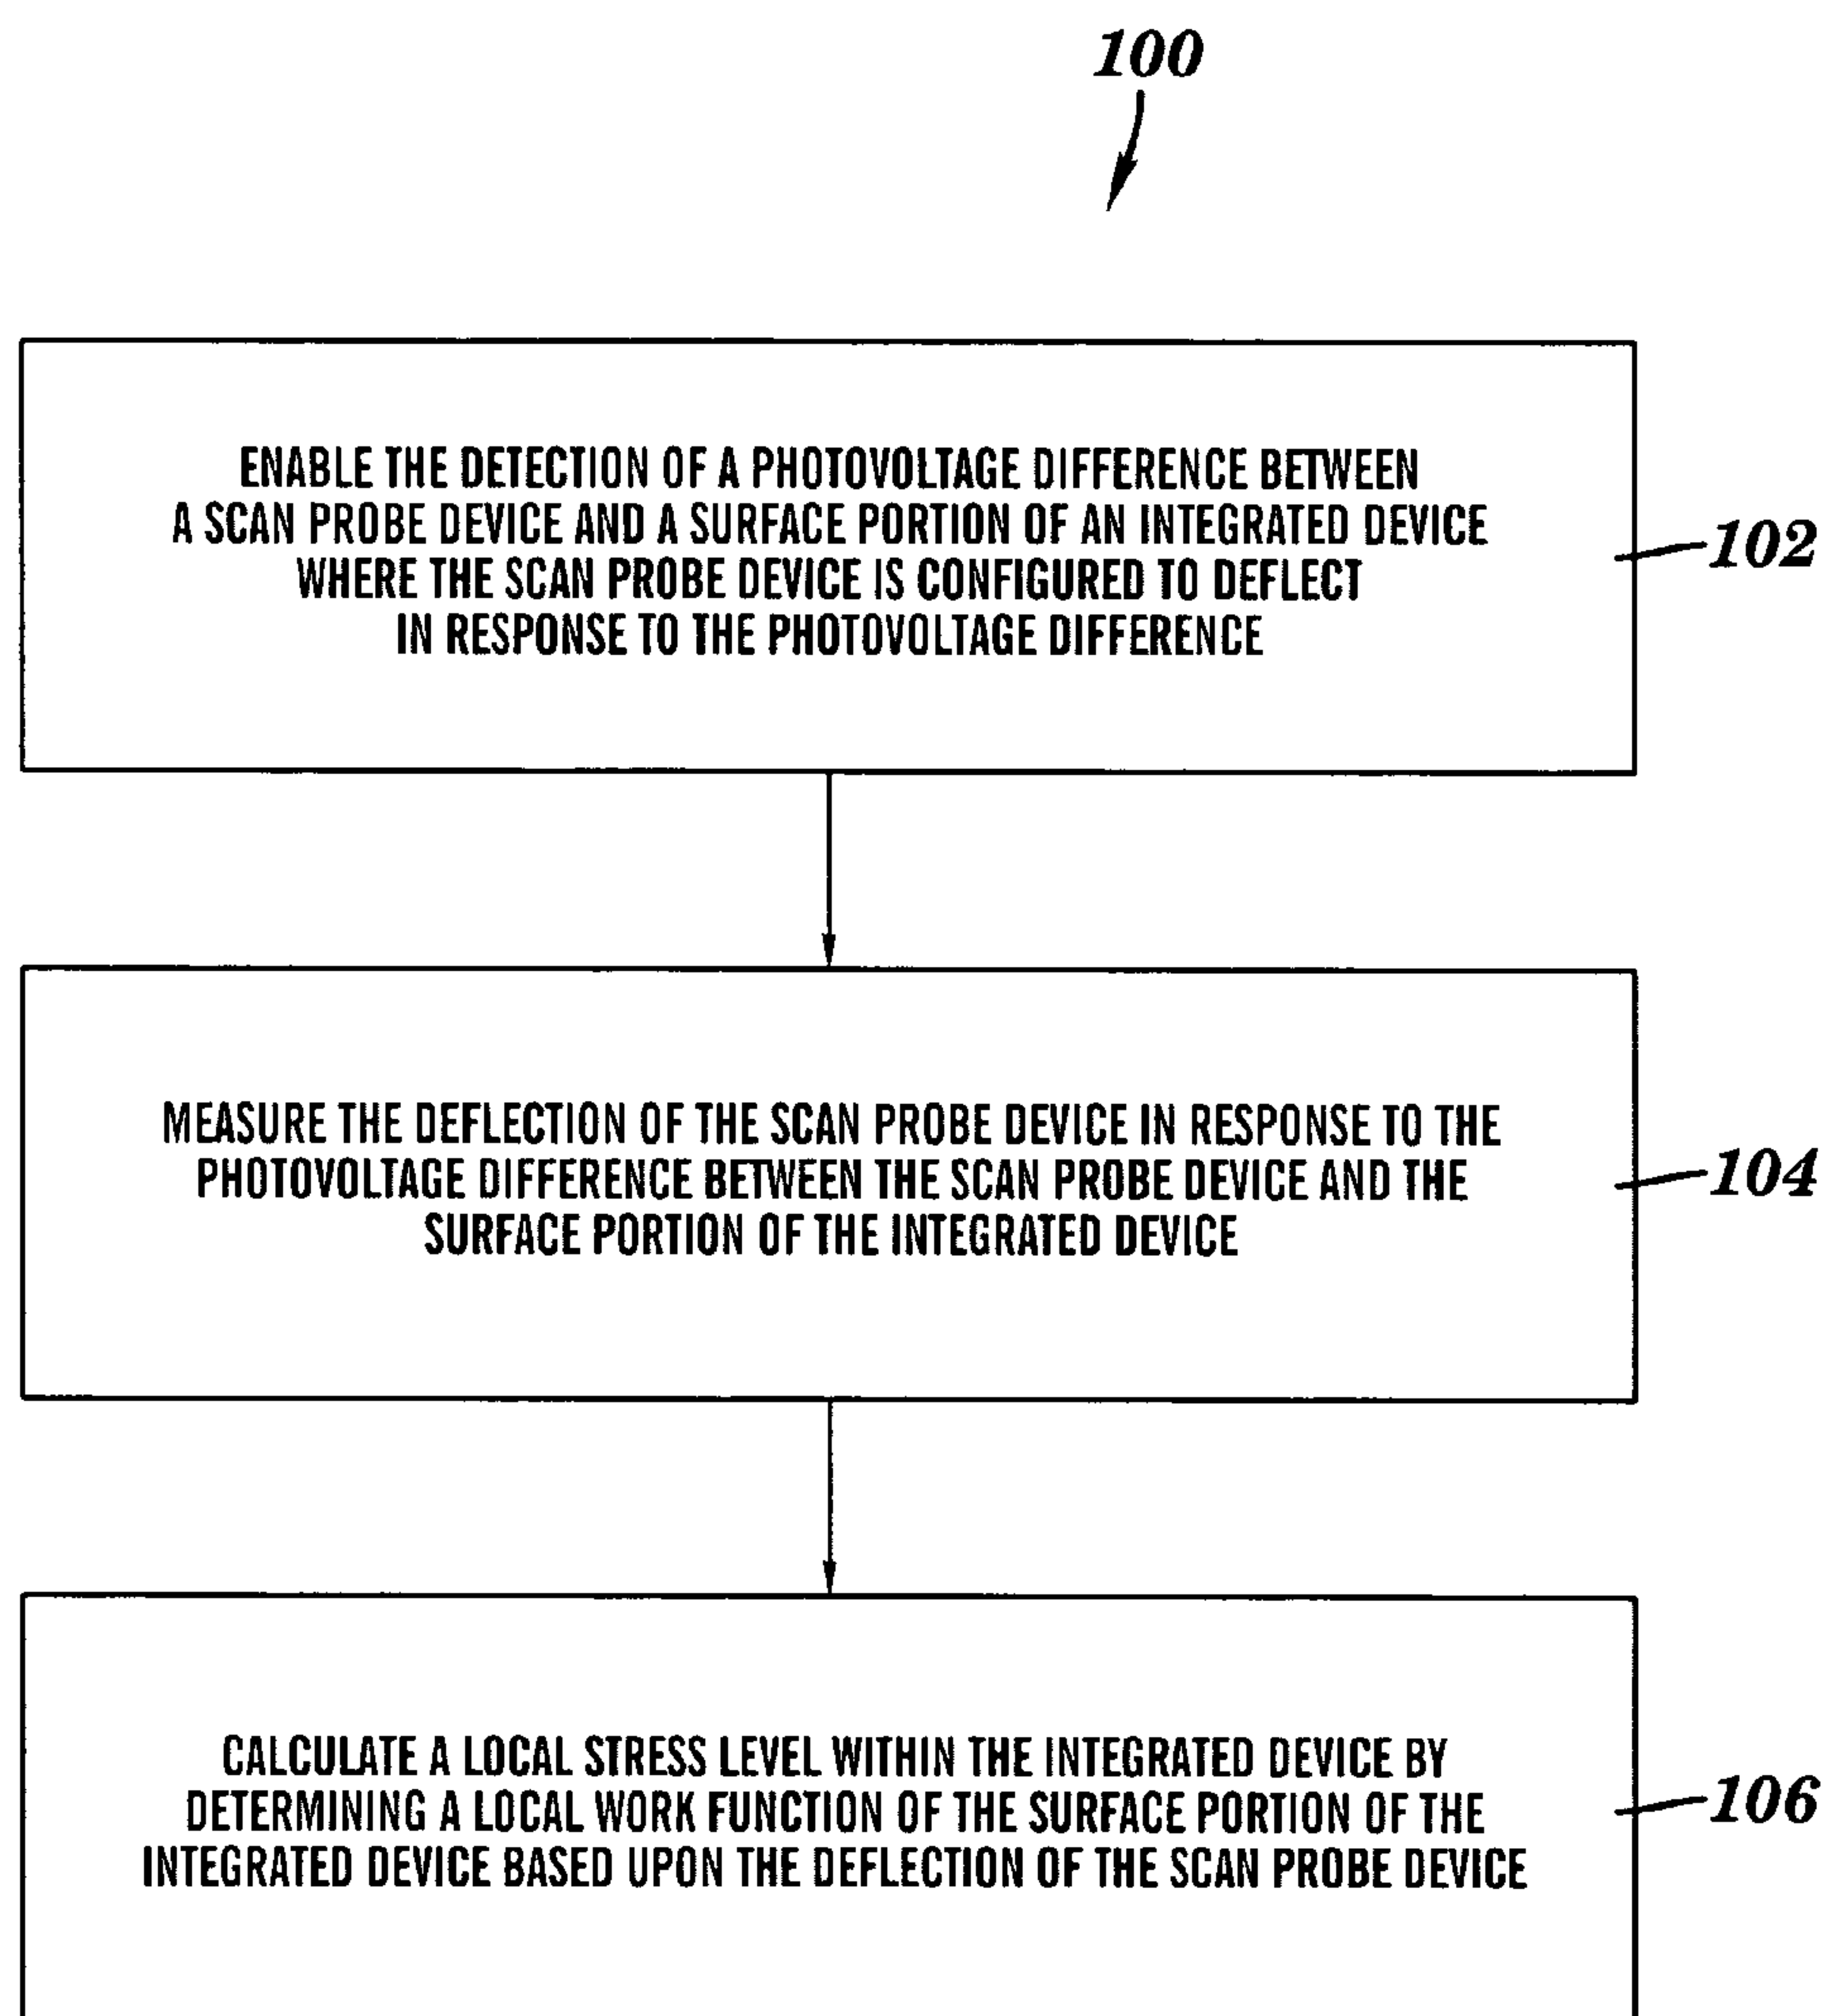 100
ENABLE THE DETECTION OF A PHOTOVOLTAGE DIFFERENCE BETWEEN
A SCAN PROBE DEVICE AND A SURFACE PORTION OF AN INTEGRATED DEVICE
WHERE THE SCAN PROBE DEVICE IS CONFIGURED TO DEFLECT
IN RESPONSE TO THE PHOTOVOLTAGE DIFFERENCE
102
MEASURE THE DEFLECTION OF THE SCAN PROBE DEVICE IN RESPONSE TO THE
PHOTOVOLTAGE DIFFERENCE BETWEEN THE SCAN PROBE DEVICE AND THE
SURFACE PORTION OF THE INTEGRATED DEVICE
104
CALCULATE A LOCAL STRESS LEVEL WITHIN THE INTEGRATED DEVICE BY
DETERMINING A LOCAL WORK FUNCTION OF THE SURFACE PORTION OF THE
INTEGRATED DEVICE BASED UPON THE DEFLECTION OF THE SCAN PROBE DEVICE
106